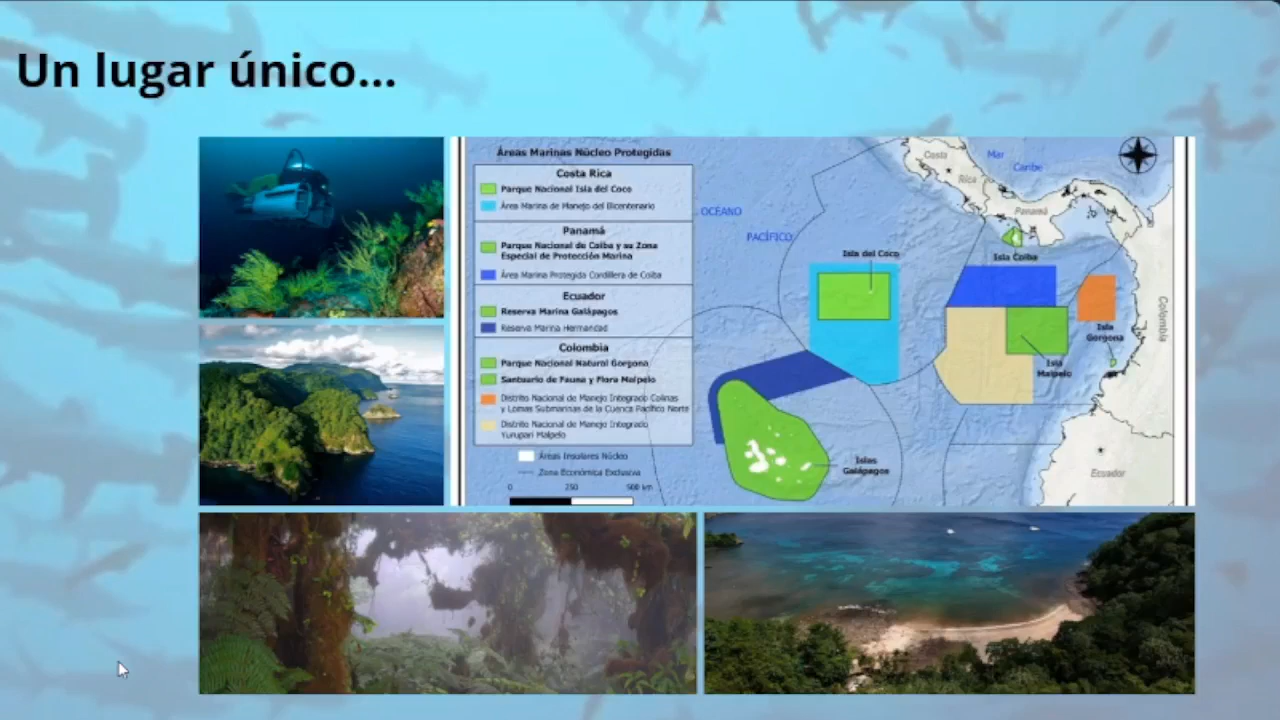 Un lugar único...
Áreas Marinas Núcleo Protegidas
Costa Rica
Parque Nacional Isla del Coco
Área Marina de Manejo del Bicentenario
Panamá
Parque Nacional de Coiba y su Zona
Especial de Protección Marina
Área Marina Protegida Cordillera de Coiba
Ecuador
Reserva Marina Galápagos
Reserva Marina Hermandad
Colombia
Parque Nacional Natural Gorgona
Santuario de Fauna y Flora Malpelo
Distrito Nacional de Manejo Integrado Colinas
y Lomas Submarinas de la Cuenca Pacífico Norte
Distrito Nacional de Manejo Integrado
Yurupari Malpelo
Áreas Insulares Núcleo
Zona Económica Exclusiva
0 250 500 km
OCÉANO
PACÍFICO
Costa
Rica
Mar
Caribe
Panamá
Isla Coiba
Isla del Coco
Isla
Gorgona
Isla
Malpelo
Colombia
Islas
Galápagos
Ecuador